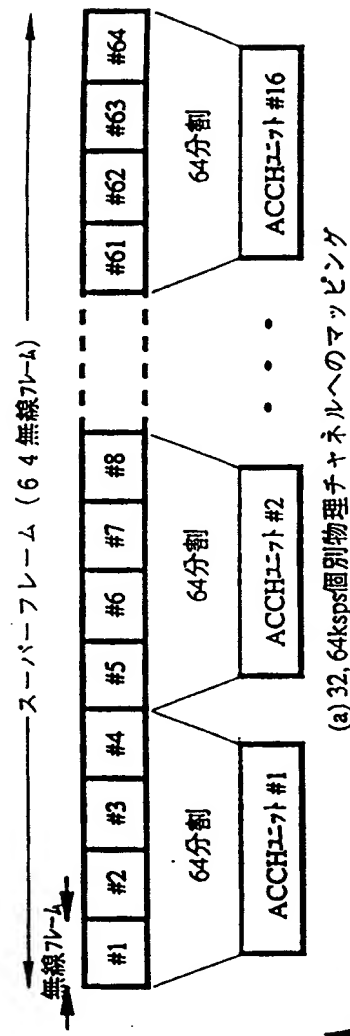 スーパーフレーム (64無線フレーム)
無線フレーム
#1 #2 #3 #4 #5 #6 #7 #8 #61 #62 #63 #64
64分割 64分割 64分割
ACCHユニット #1 ACCHユニット #2 ・・・ ACCHユニット #16
(a) 32, 64ksps個別物理チャネルへのマッピング